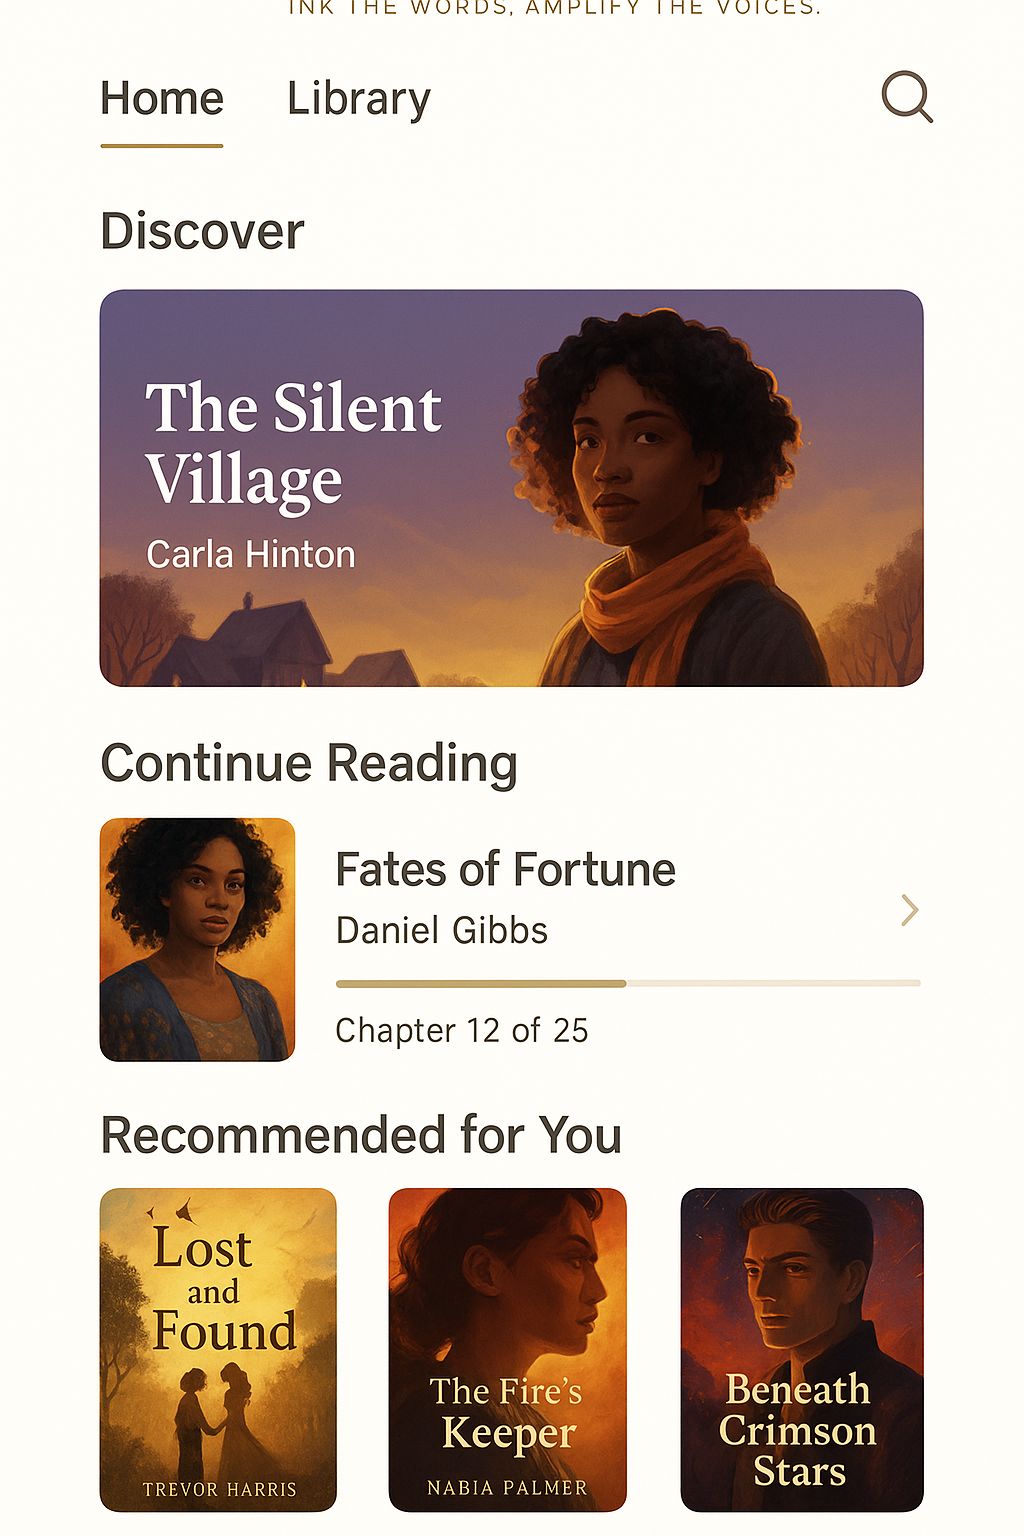 INK THE WORDS, AMPLIFY THE VOICES.
Home Library
Discover
The Silent
Village
Carla Hinton
Continue Reading
Fates of Fortune
Daniel Gibbs
Chapter 12 of 25
Recommended for You
Lost
and
Found
TREVOR HARRIS
The Fire's
Keeper
NABIA PALMER
Beneath
Crimson
Stars